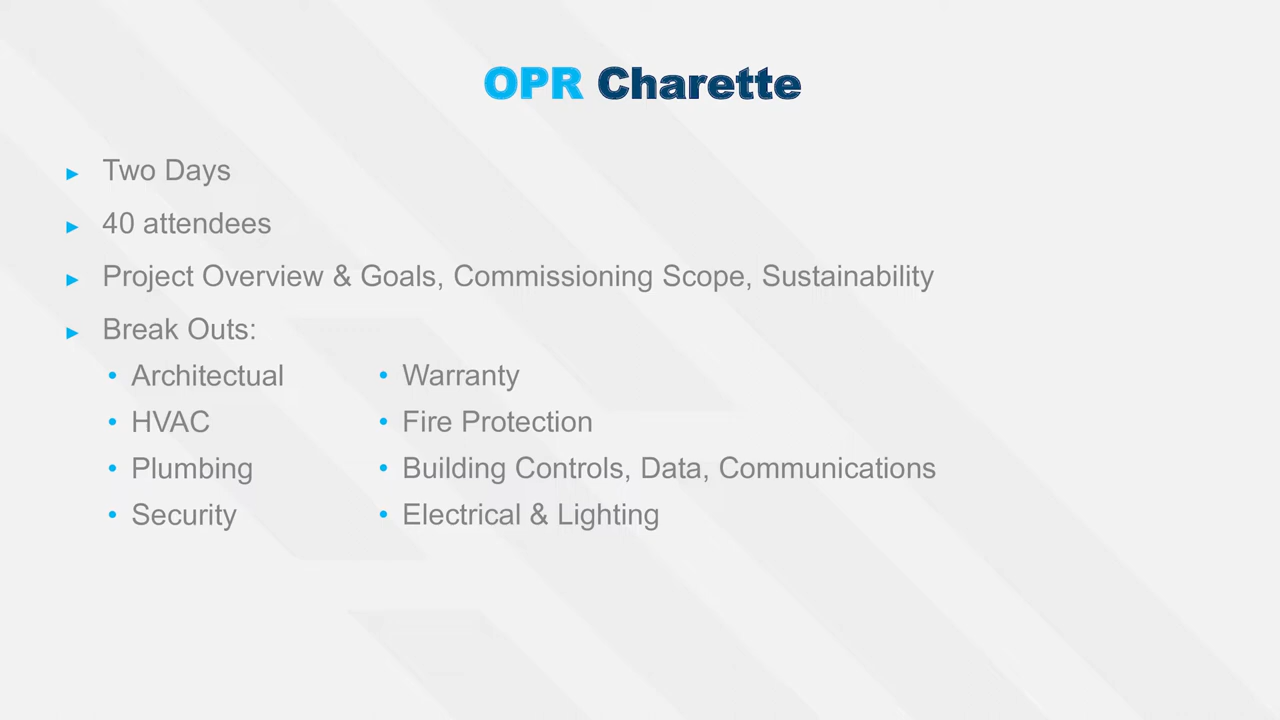 OPR Charette
Two Days
40 attendees
Project Overview & Goals, Commissioning Scope, Sustainability
Break Outs:
Architectual
HVAC
Plumbing
Security
Warranty
Fire Protection
Building Controls, Data, Communications
Electrical & Lighting